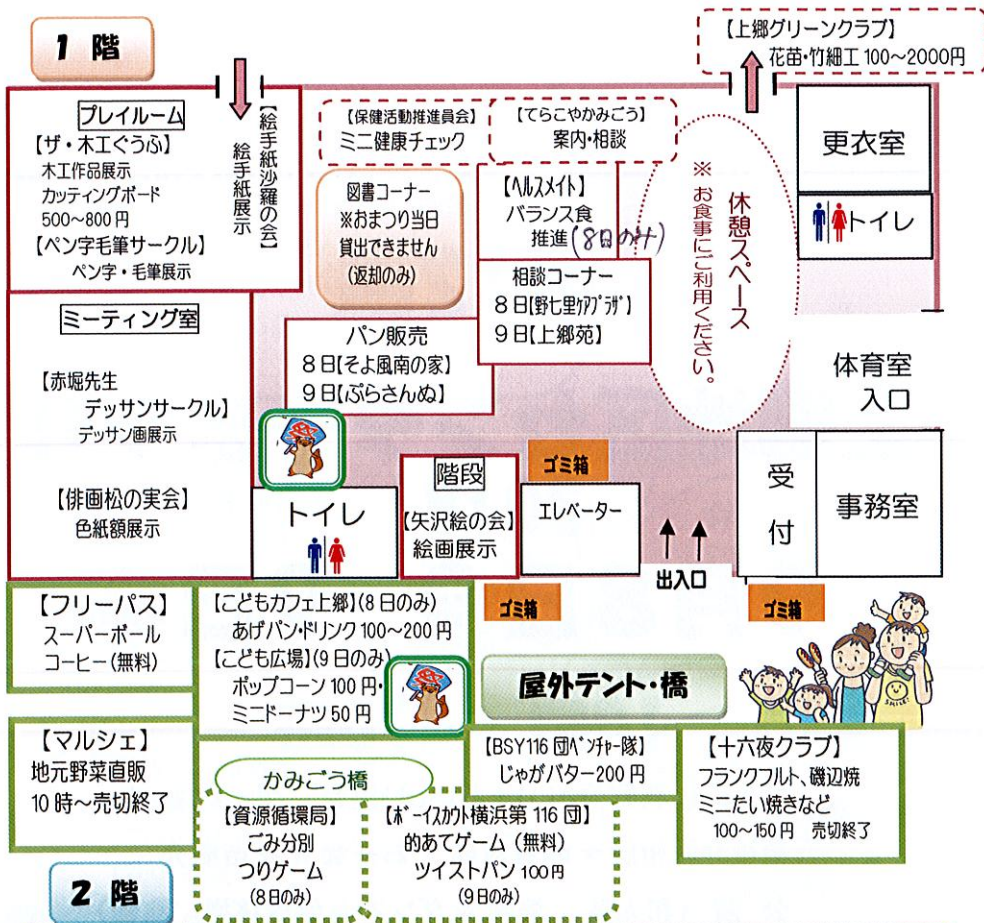 1 階
【上郷グリーンクラブ】
花苗・竹細工 100～2000円
プレイルーム
【ザ・木工ぐうふ】
木工作品展示
カッティングボード
500～800 円
【ペン字毛筆サークル】
ペン字・毛筆展示
【絵手紙沙羅の会】
絵手紙展示
【保健活動推進員会】
ミニ健康チェック
【てらこやかみごう】
案内・相談
図書コーナー
※おまつり当日
貸出できません
(返却のみ)
【ヘルスメイト】
バランス食
推進(8日のみ)
休憩スペース
※お食事にご利用ください。
更衣室
トイレ
相談コーナー
8日【野七里ｹｱﾌﾟﾗｻﾞ】
9日【上郷苑】
パン販売
8日【そよ風南の家】
9日【ぷらさんぬ】
ミーティング室
【赤堀先生
デッサンサークル】
デッサン画展示
【俳画松の実会】
色紙額展示
体育室
入口
トイレ
階段
【矢沢絵の会】
絵画展示
ゴミ箱
エレベーター
出入口
受付
事務室
ゴミ箱
ゴミ箱
【フリーパス】
スーパーボール
コーヒー(無料)
【こどもカフェ上郷】(8日のみ)
あげパン・ドリンク 100～200 円
【こども広場】(9日のみ)
ポップコーン 100 円・
ミニドーナツ 50 円
屋外テント・橋
SMILE!
【マルシェ】
地元野菜直販
10 時～売切終了
【BSY116 団ﾍﾞﾝﾁｬｰ隊】
じゃがバター200 円
【十六夜クラブ】
フランクフルト、磯辺焼
ミニたい焼きなど
100～150 円 売切終了
かみごう橋
【資源循環局】
ごみ分別
つりゲーム
(8日のみ)
【ﾎﾞｰｲｽｶｳﾄ横浜第 116 団】
的あてゲーム (無料)
ツイストパン 100円
(9日のみ)
2 階